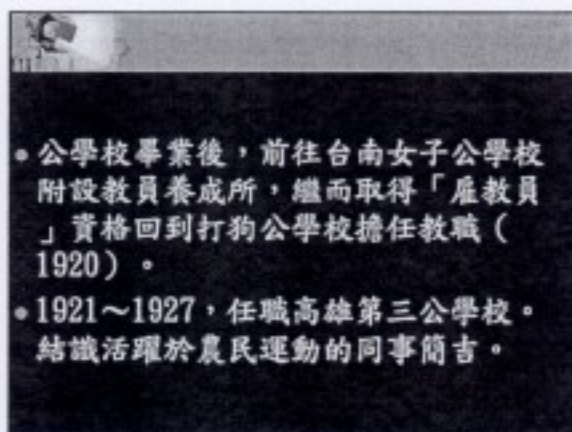 • 公學校畢業後，前往台南女子公學校
附設教員養成所，繼而取得「雇教員
」資格回到打狗公學校擔任教職（
1920）。
• 1921～1927，任職高雄第三公學校。
結識活躍於農民運動的同事簡吉。